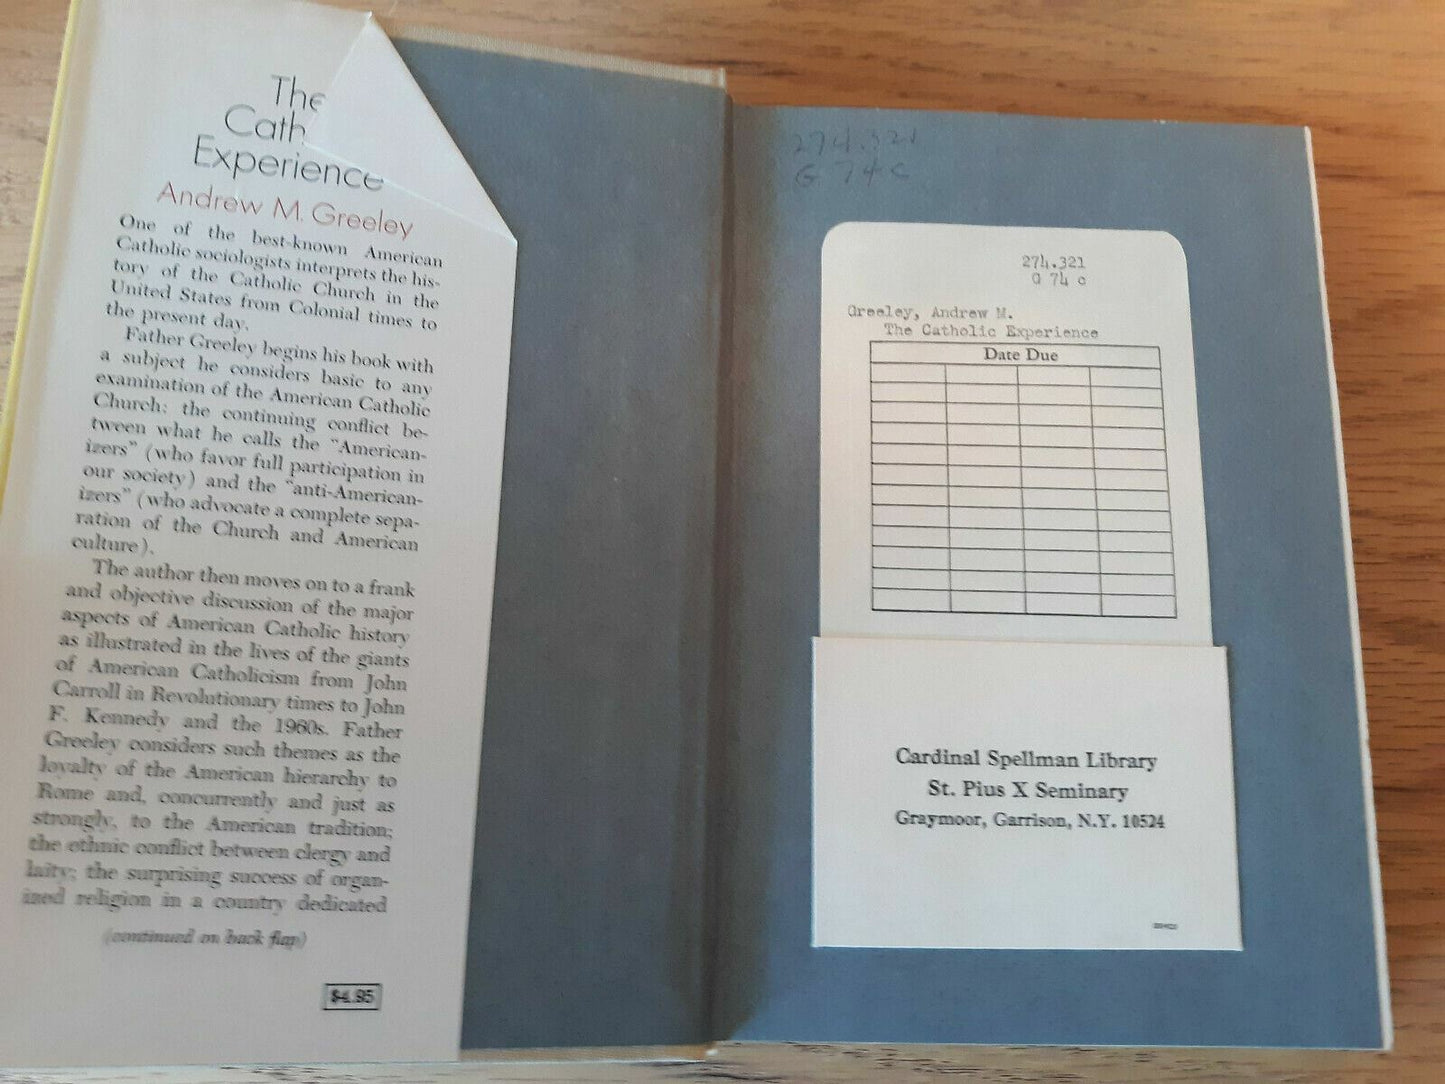 The
Cath
Experience
Andrew M. Greeley
One of the best-known American
Catholic sociologists interprets the his-
tory of the Catholic Church in the
United States from Colonial times to
the present day.
Father Greeley begins his book with
a subject he considers basic to any
examination of the American Catholic
Church: the continuing conflict be-
tween what he calls the “American-
izers” (who favor full participation in
our society) and the “anti-American-
izers” (who advocate a complete sepa-
ration of the Church and American
culture).
The author then moves on to a frank
and objective discussion of the major
aspects of American Catholic history
as illustrated in the lives of the giants
of American Catholicism from John
Carroll in Revolutionary times to John
F. Kennedy and the 1960s. Father
Greeley considers such themes as the
loyalty of the American hierarchy to
Rome and, concurrently and just as
strongly, to the American tradition;
the ethnic conflict between clergy and
laity; the surprising success of organ-
ized religion in a country dedicated
(continued on back flap)
$4.95
274.321
G 74 c
274.321
G 74 c
Greeley, Andrew M.
The Catholic Experience
Date Due
Cardinal Spellman Library
St. Pius X Seminary
Graymoor, Garrison, N.Y. 10524